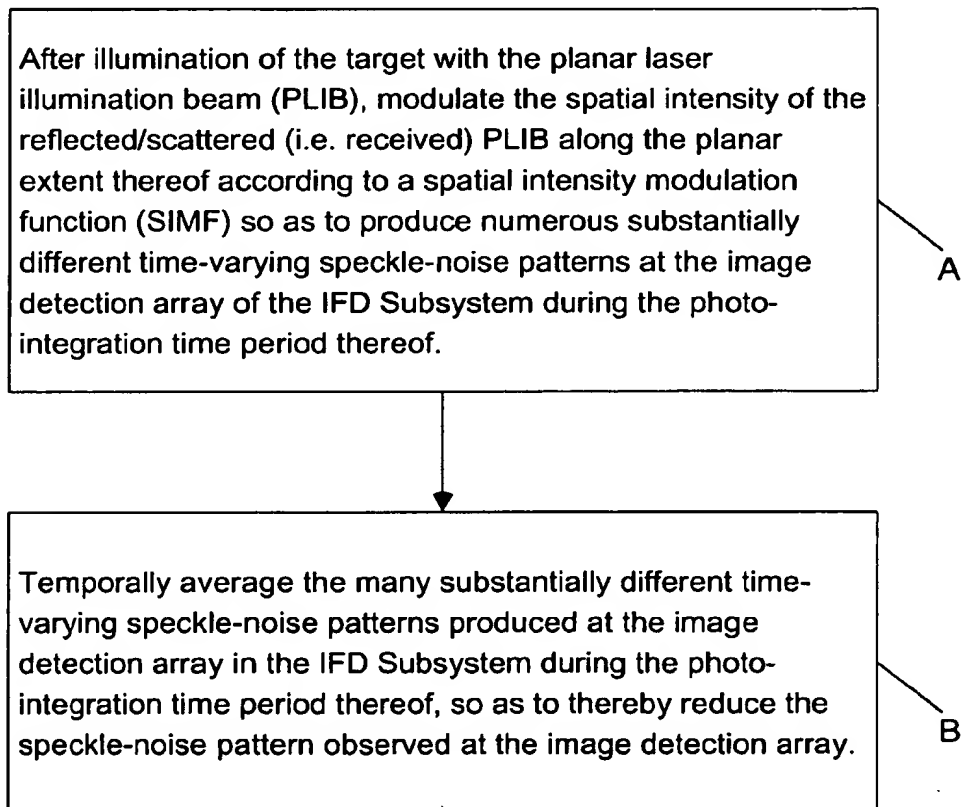 After illumination of the target with the planar laser
illumination beam (PLIB), modulate the spatial intensity of the
reflected/scattered (i.e. received) PLIB along the planar
extent thereof according to a spatial intensity modulation
function (SIMF) so as to produce numerous substantially
different time-varying speckle-noise patterns at the image
detection array of the IFD Subsystem during the photo-
integration time period thereof.
A
Temporally average the many substantially different time-
varying speckle-noise patterns produced at the image
detection array in the IFD Subsystem during the photo-
integration time period thereof, so as to thereby reduce the
speckle-noise pattern observed at the image detection array.
B